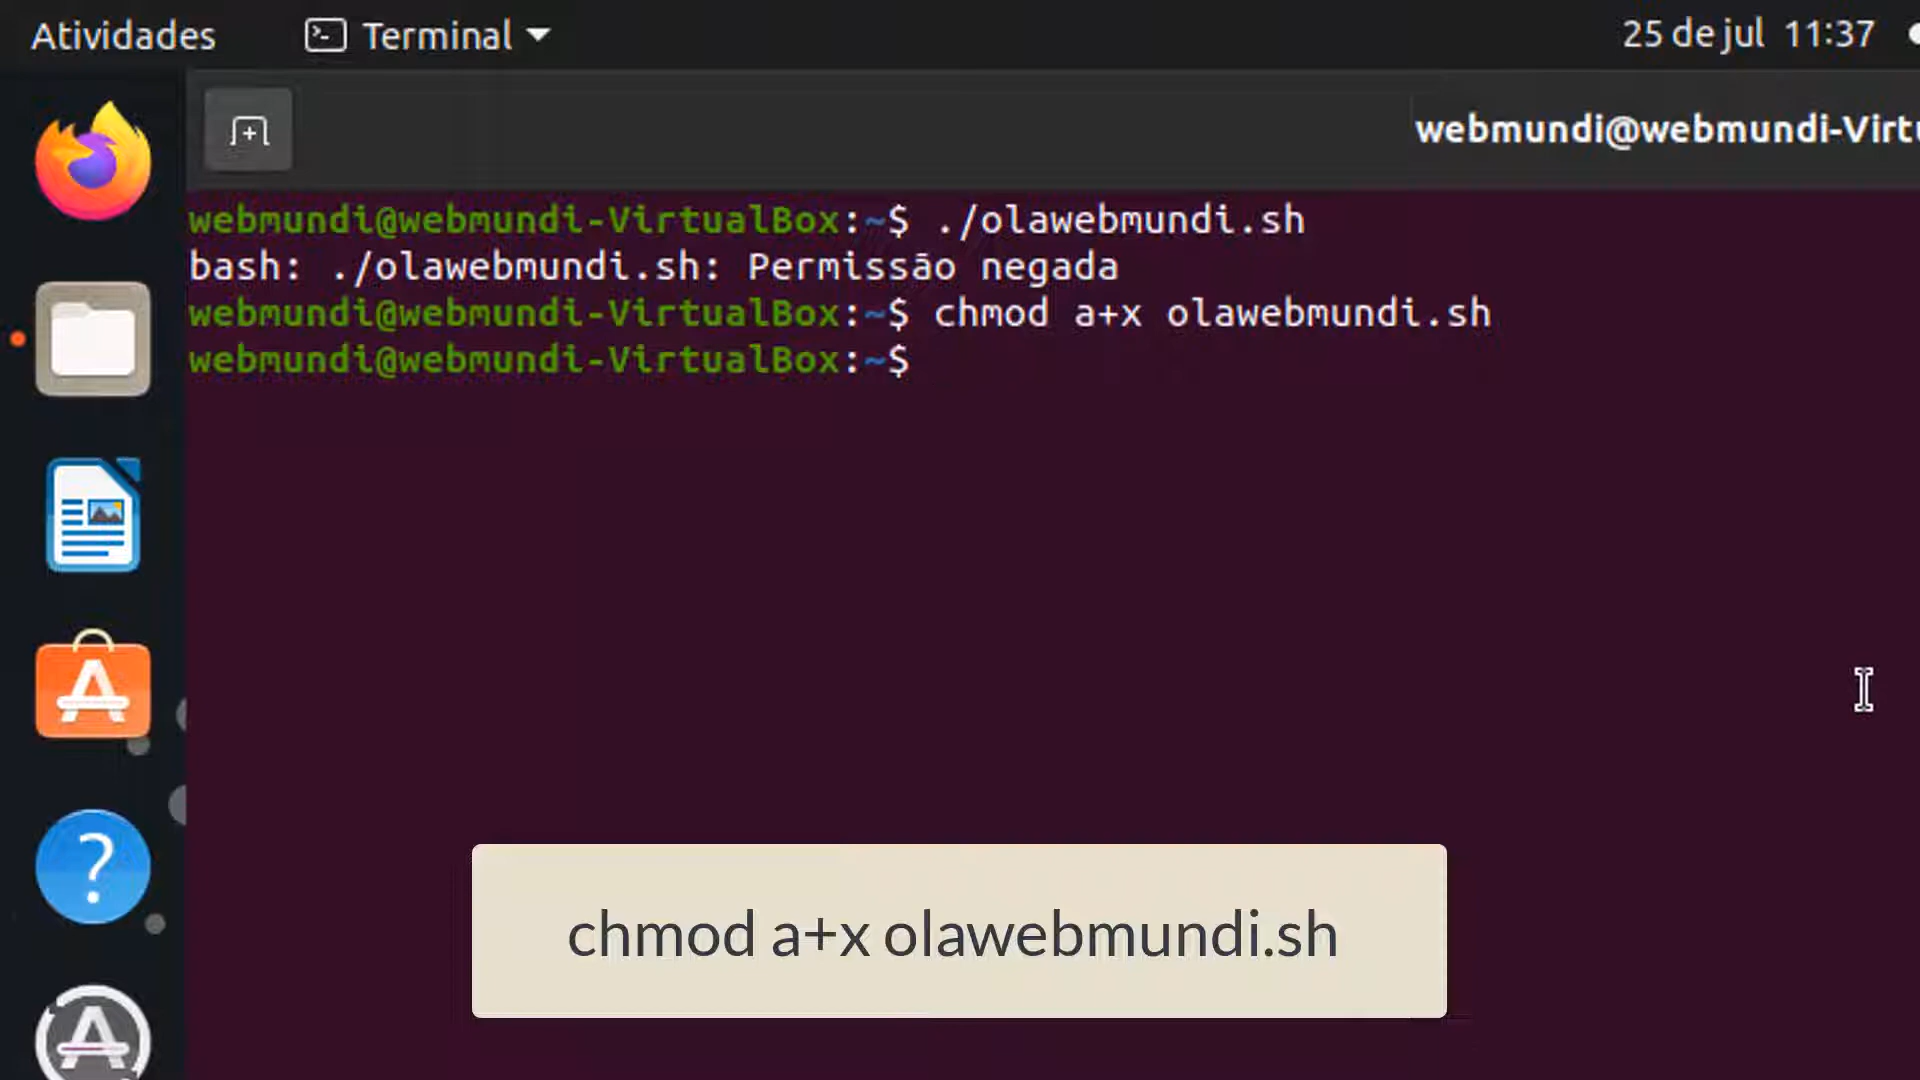 Atividades Terminal 25 de jul 11:37
webmundi@webmundi-Virtu
webmundi@webmundi-VirtualBox:~$ ./olawebmundi.sh
bash: ./olawebmundi.sh: Permissão negada
webmundi@webmundi-VirtualBox:~$ chmod a+x olawebmundi.sh
webmundi@webmundi-VirtualBox:~$
chmod a+x olawebmundi.sh